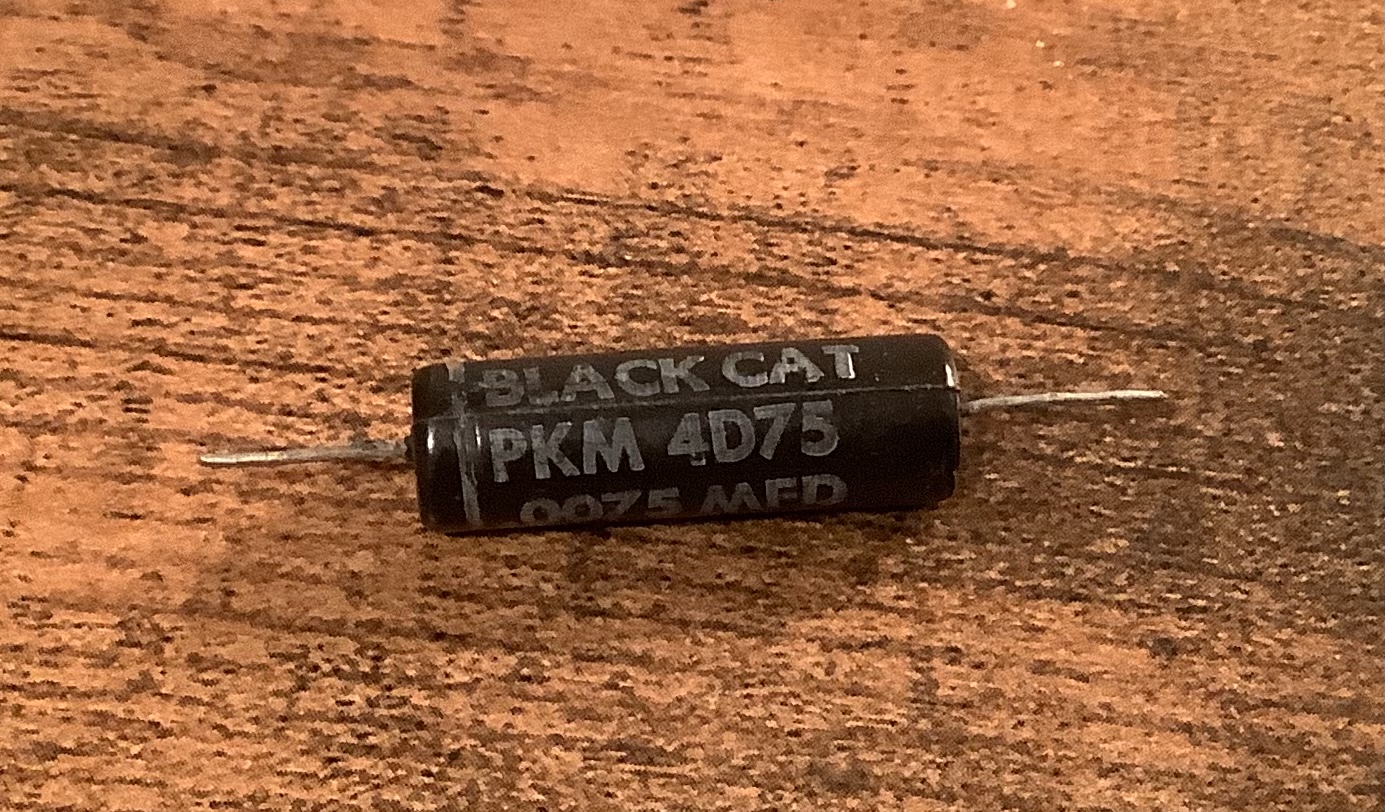 BLACK CAT
PKM 4D75
0075 MFD